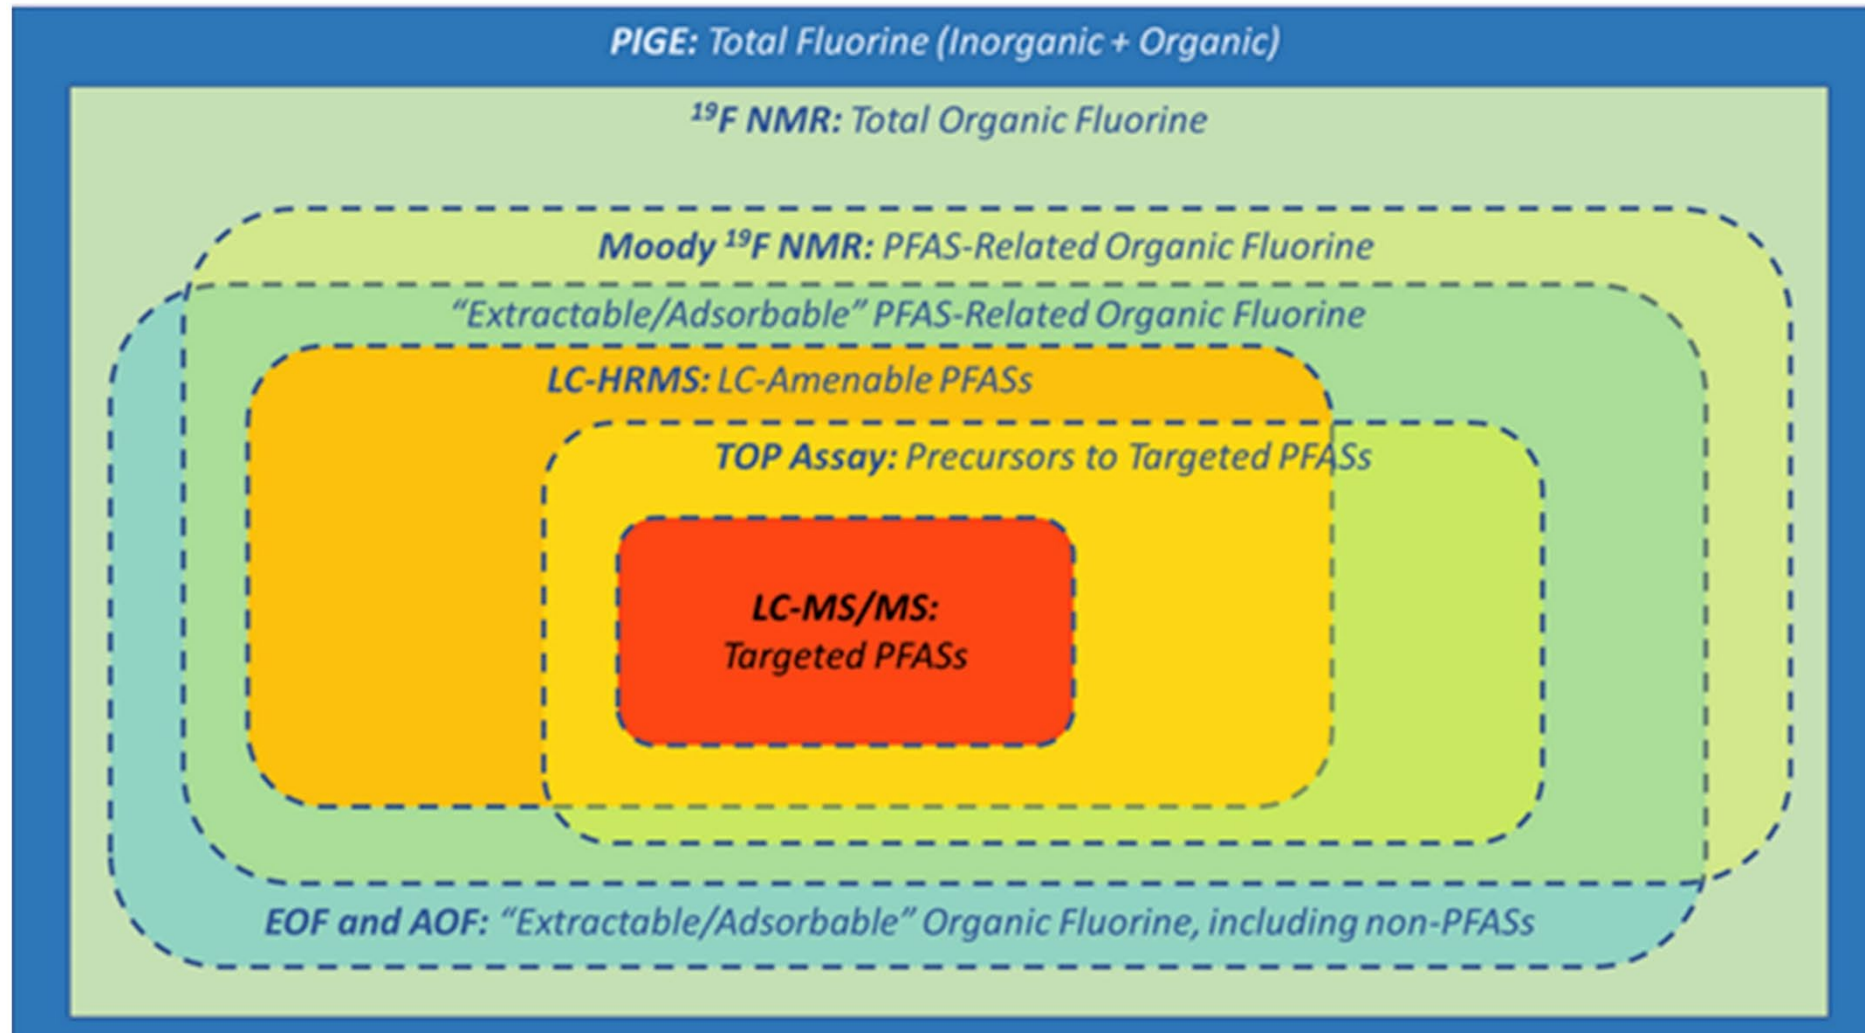 PIGE: Total Fluorine (Inorganic + Organic)
¹⁹F NMR: Total Organic Fluorine
Moody ¹⁹F NMR: PFAS-Related Organic Fluorine
“Extractable/Adsorbable” PFAS-Related Organic Fluorine
LC-HRMS: LC-Amenable PFASs
TOP Assay: Precursors to Targeted PFASs
LC-MS/MS:
Targeted PFASs
EOF and AOF: “Extractable/Adsorbable” Organic Fluorine, including non-PFASs